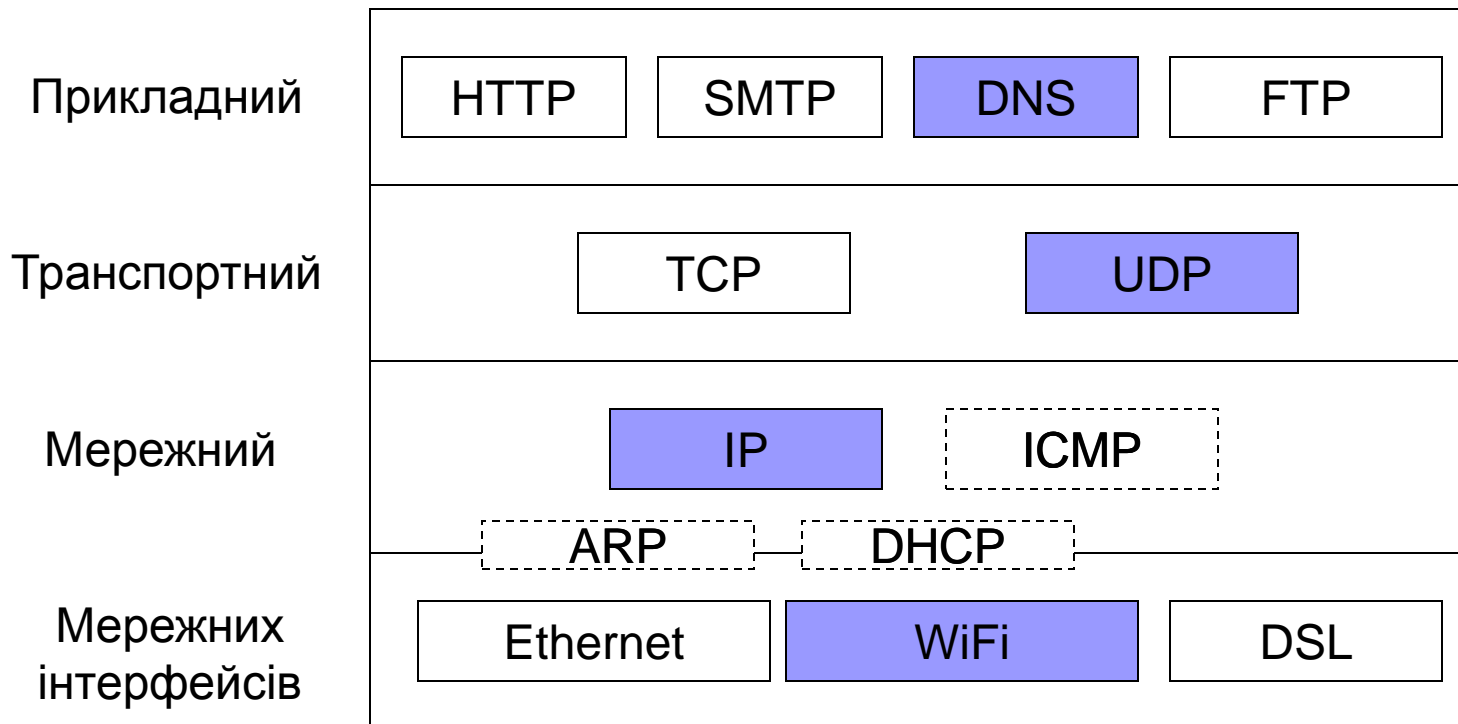 Прикладний
HTTP
SMTP
DNS
FTP
Транспортний
TCP
UDP
Мережний
IP
ICMP
ARP
DHCP
Мережних
інтерфейсів
Ethernet
WiFi
DSL